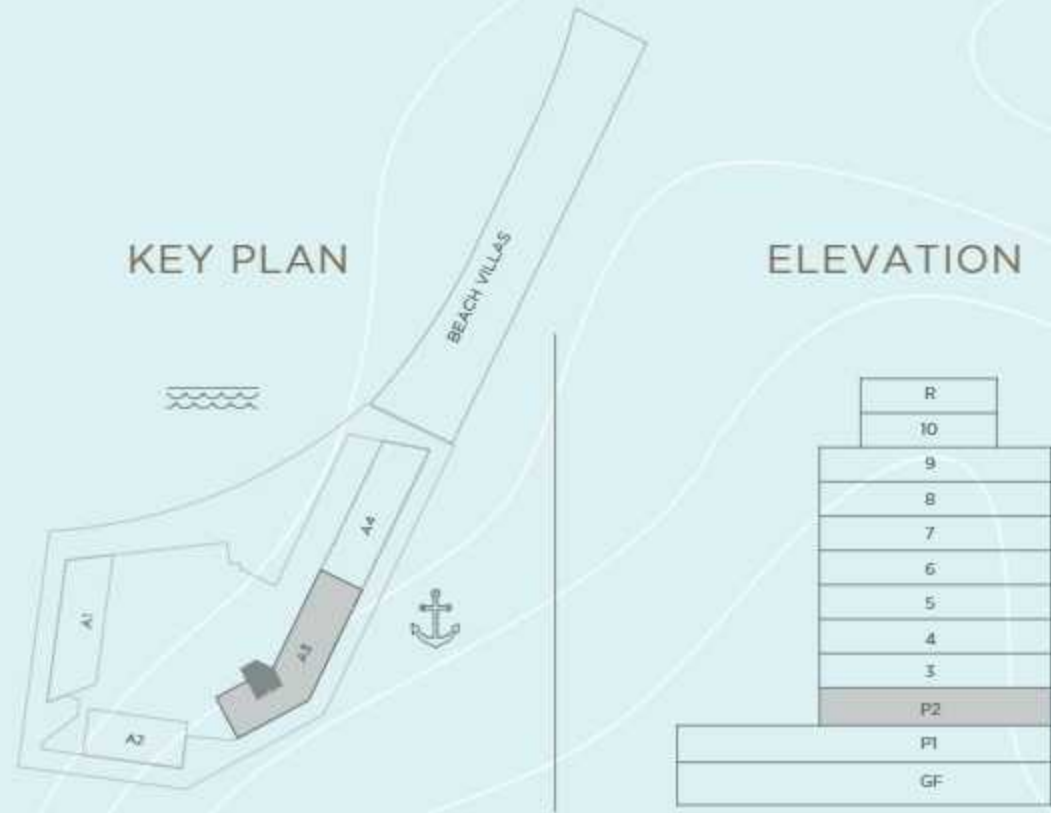 KEY PLAN
BEACH VILLAS
A4
A1
A3
A2
ELEVATION
R
10
9
8
7
6
5
4
3
P2
P1
GF